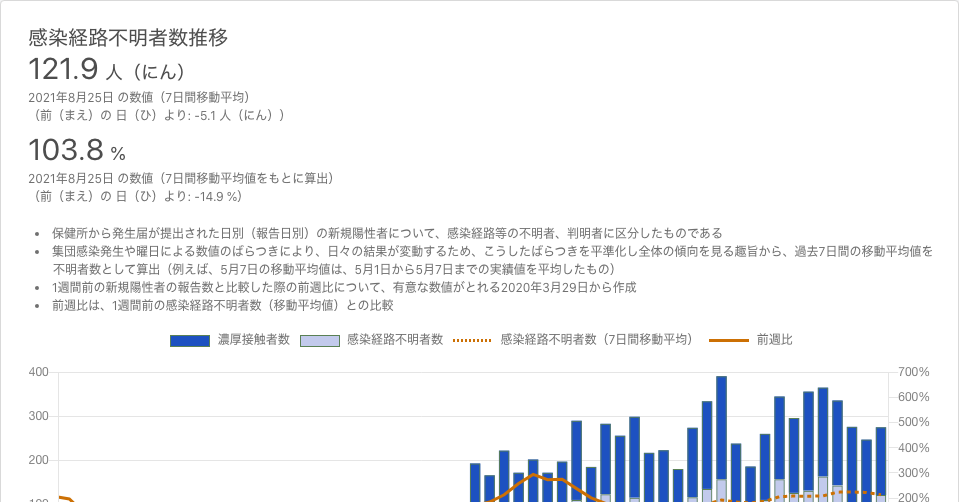 感染経路不明者数推移
121.9 人（にん）
2021年8月25日 の数値（7日間移動平均）
（前（まえ）の 日（ひ）より: -5.1 人（にん））
103.8 %
2021年8月25日 の数値（7日間移動平均値をもとに算出）
（前（まえ）の 日（ひ）より: -14.9 %）
• 保健所から発生届が提出された日別（報告日別）の新規陽性者について、感染経路等の不明者、判明者に区分したものである
• 集団感染発生や曜日による数値のばらつきにより、日々の結果が変動するため、こうしたばらつきを平準化し全体の傾向を見る趣旨から、過去7日間の移動平均値を
不明者数として算出（例えば、5月7日の移動平均値は、5月1日から5月7日までの実績値を平均したもの）
• 1週間前の新規陽性者の報告数と比較した際の前週比について、有意な数値がとれる2020年3月29日から作成
• 前週比は、1週間前の感染経路不明者数（移動平均値）との比較
濃厚接触者数 感染経路不明者数 感染経路不明者数（7日間移動平均） 前週比
400 700%
600%
300 500%
400%
200
300%
200%